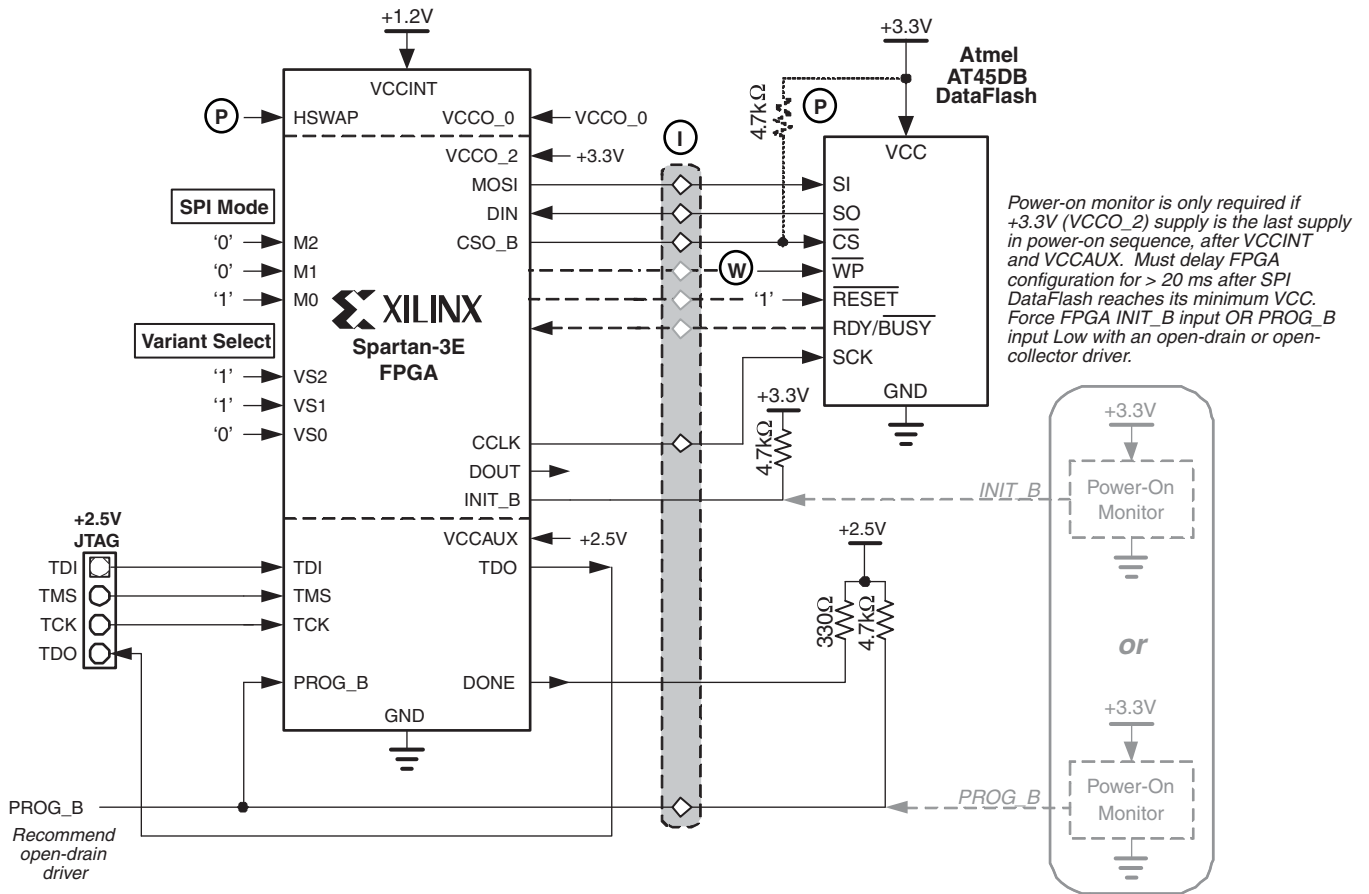 +1.2V
VCCINT
P
HSWAP
VCCO_0
VCCO_0
VCCO_2
+3.3V
MOSI
DIN
CSO_B
SPI Mode
‘0’
M2
‘0’
M1
‘1’
M0
XILINX
Spartan-3E
FPGA
Variant Select
‘1’
VS2
‘1’
VS1
‘0’
VS0
CCLK
DOUT
INIT_B
VCCAUX
+2.5V
TDO
+2.5V
JTAG
TDI
TMS
TCK
TDO
TDI
TMS
TCK
PROG_B
DONE
GND
PROG_B
Recommend
open-drain
driver
I
W
‘1’
+3.3V
4.7kΩ
P
Atmel
AT45DB
DataFlash
VCC
SI
SO
CS
WP
RESET
RDY/BUSY
SCK
GND
+3.3V
4.7kΩ
+2.5V
330Ω
4.7kΩ
Power-on monitor is only required if
+3.3V (VCCO_2) supply is the last supply
in power-on sequence, after VCCINT
and VCCAUX. Must delay FPGA
configuration for > 20 ms after SPI
DataFlash reaches its minimum VCC.
Force FPGA INIT_B input OR PROG_B
input Low with an open-drain or open-
collector driver.
+3.3V
INIT_B
Power-On
Monitor
or
+3.3V
PROG_B
Power-On
Monitor